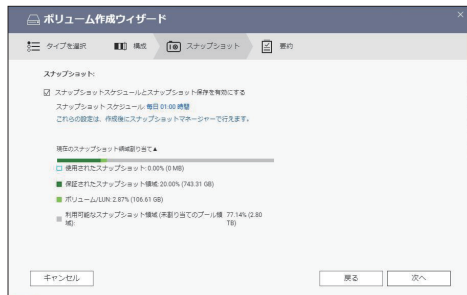 ボリューム作成ウィザード
タイプを選択
構成
スナップショット
要約
スナップショット:
スナップショットスケジュールとスナップショット保存を有効にする
スナップショット スケジュール: 毎日 01:00 時間
これらの設定は、作成後にスナップショットマネージャーで行えます。
現在のスナップショット領域割り当て▲
使用されたスナップショット: 0.00% (0 MB)
保証されたスナップショット領域: 20.00% (743.31 GB)
ボリューム/LUN: 2.87% (106.61 GB)
利用可能なスナップショット領域 (未割り当てのプール領 77.14% (2.80
域): TB)
キャンセル
戻る
次へ